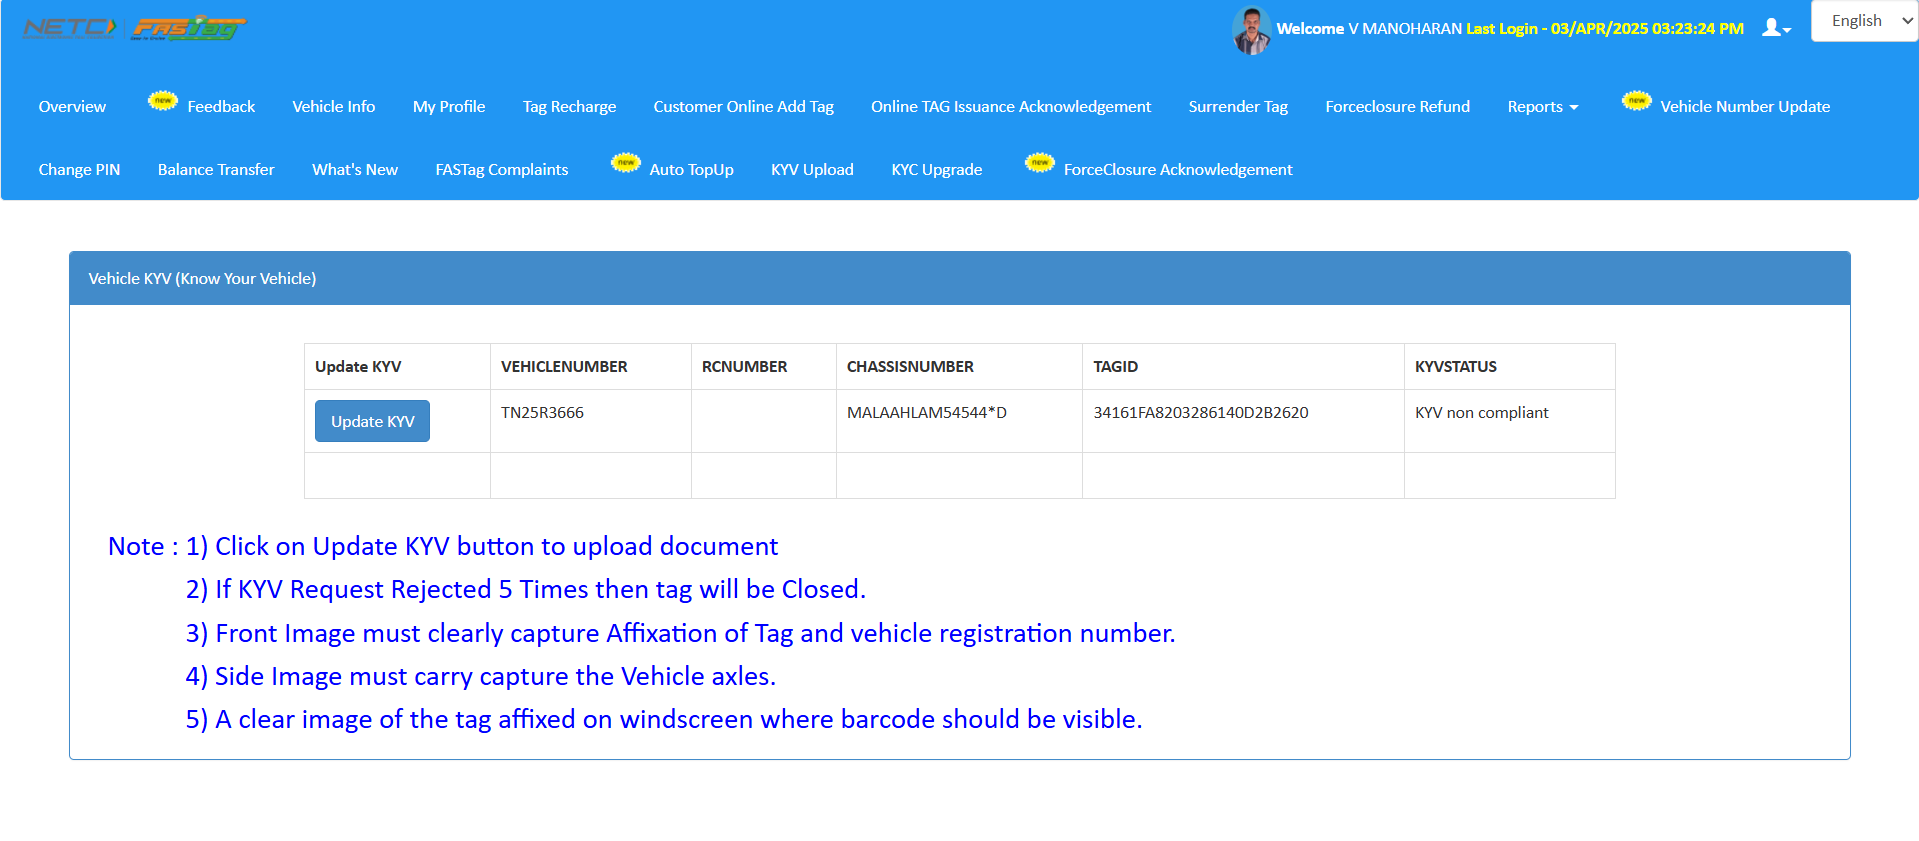 NETC FASTag
Welcome V MANOHARAN Last Login - 03/APR/2025 03:23:24 PM
English
Overview new Feedback Vehicle Info My Profile Tag Recharge Customer Online Add Tag Online TAG Issuance Acknowledgement Surrender Tag Forceclosure Refund Reports new Vehicle Number Update
Change PIN Balance Transfer What's New FASTag Complaints new Auto TopUp KYV Upload KYC Upgrade new ForceClosure Acknowledgement
Vehicle KYV (Know Your Vehicle)
Update KYV VEHICLENUMBER RCNUMBER CHASSISNUMBER TAGID KYVSTATUS
Update KYV TN25R3666 MALAAHLAM54544*D 34161FA8203286140D2B2620 KYV non compliant
Note : 1) Click on Update KYV button to upload document
2) If KYV Request Rejected 5 Times then tag will be Closed.
3) Front Image must clearly capture Affixation of Tag and vehicle registration number.
4) Side Image must carry capture the Vehicle axles.
5) A clear image of the tag affixed on windscreen where barcode should be visible.